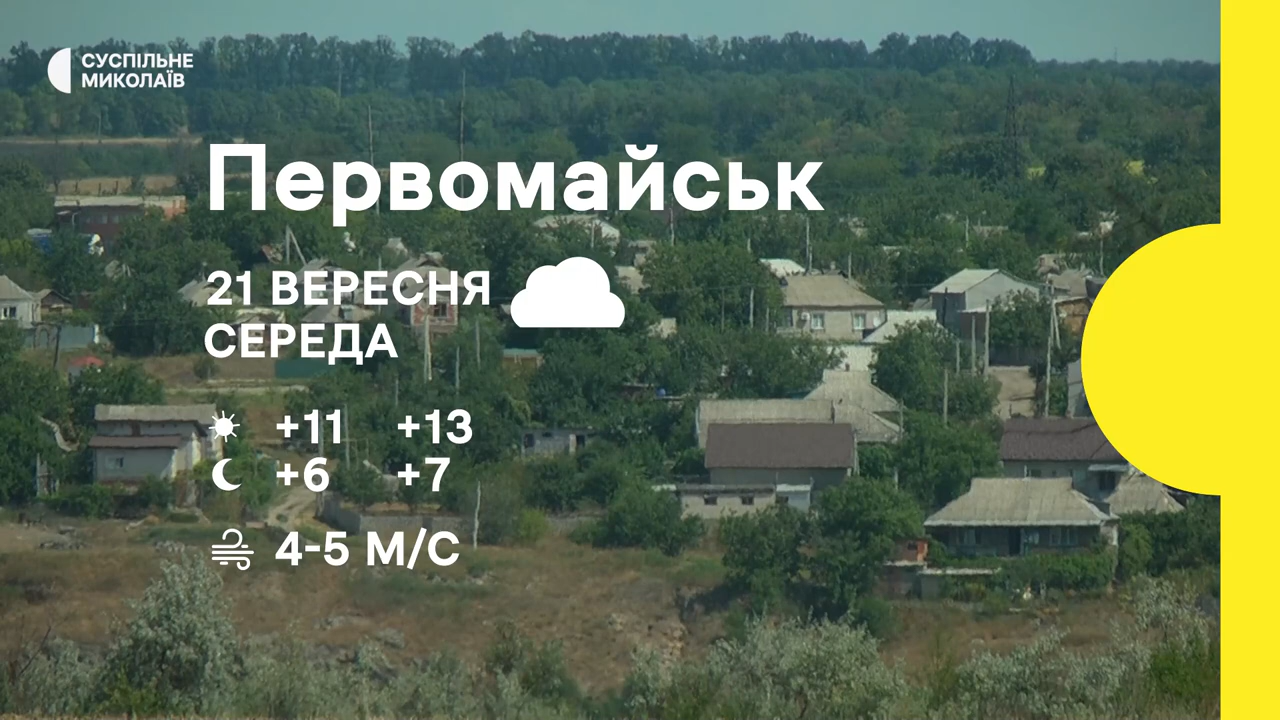 СУСПІЛЬНЕ
МИКОЛАЇВ
Первомайськ
21 ВЕРЕСНЯ
СЕРЕДА
+11 +13
+6 +7
4-5 М/С